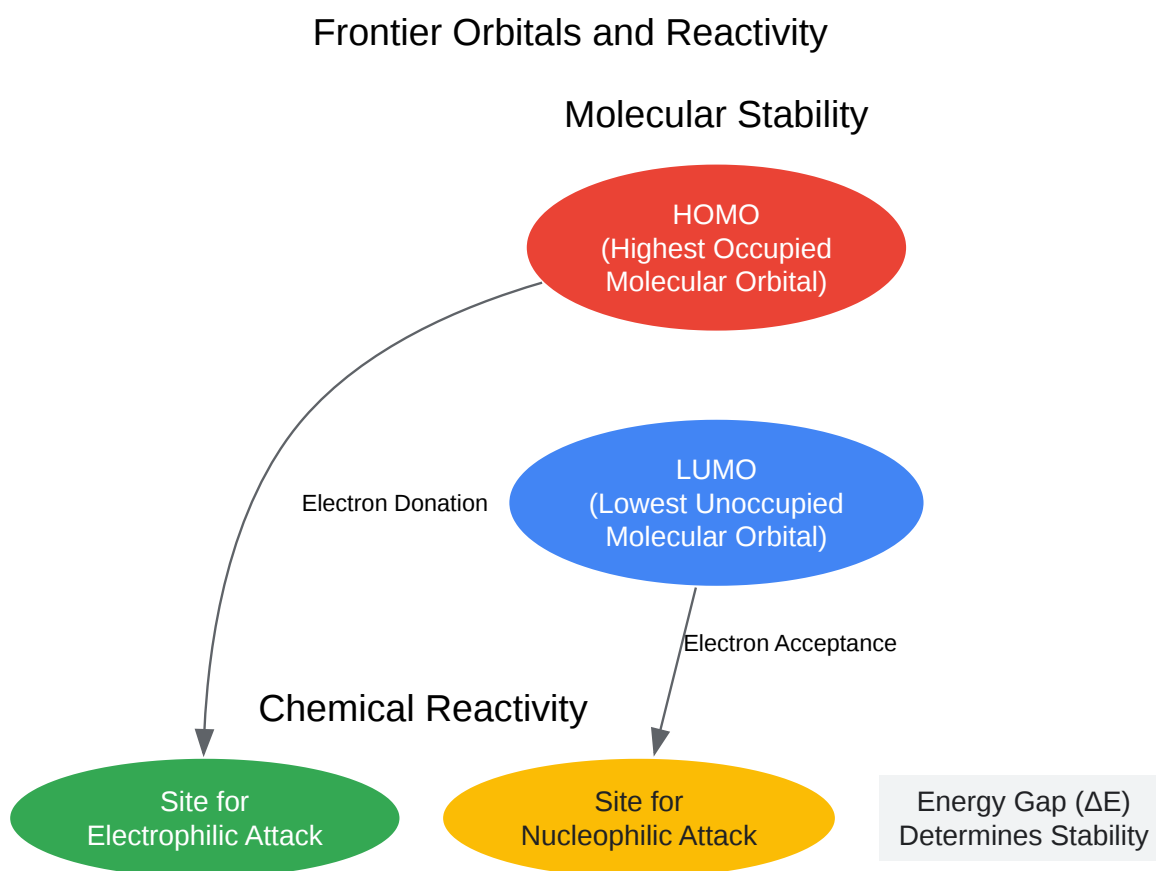 Frontier Orbitals and Reactivity
Molecular Stability
HOMO
(Highest Occupied
Molecular Orbital)
LUMO
(Lowest Unoccupied
Molecular Orbital)
Electron Donation
Electron Acceptance
Chemical Reactivity
Site for
Electrophilic Attack
Site for
Nucleophilic Attack
Energy Gap (ΔE)
Determines Stability